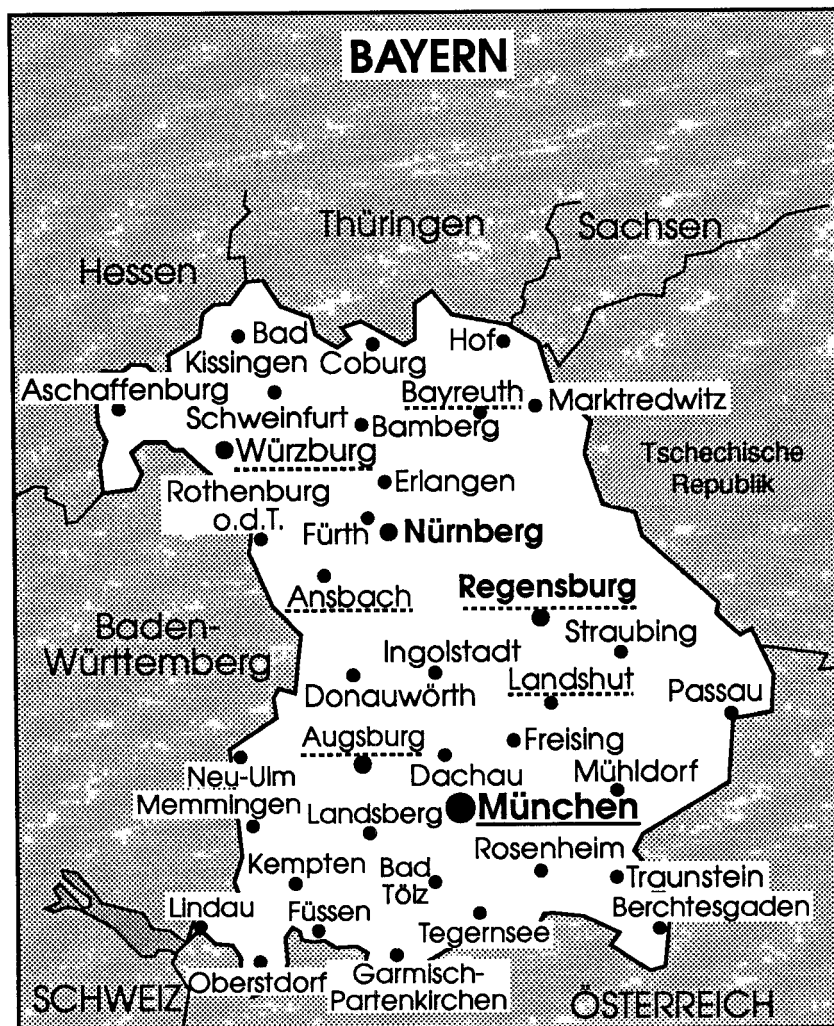 BAYERN
Thüringen
Sachsen
Hessen
Bad
Kissingen
Coburg
Hof
Aschaffenburg
Bayreuth
Marktredwitz
Schweinfurt
Bamberg
Würzburg
Tschechische
Republik
Rothenburg
o.d.T.
Erlangen
Fürth
Nürnberg
Ansbach
Regensburg
Baden-
Württemberg
Straubing
Ingolstadt
Donauwörth
Landshut
Passau
Augsburg
Freising
Neu-Ulm
Dachau
Mühldorf
Memmingen
Landsberg
München
Kempten
Bad
Tölz
Rosenheim
Traunstein
Lindau
Füssen
Tegernsee
Berchtesgaden
Oberstdorf
Garmisch-
Partenkirchen
SCHWEIZ
ÖSTERREICH